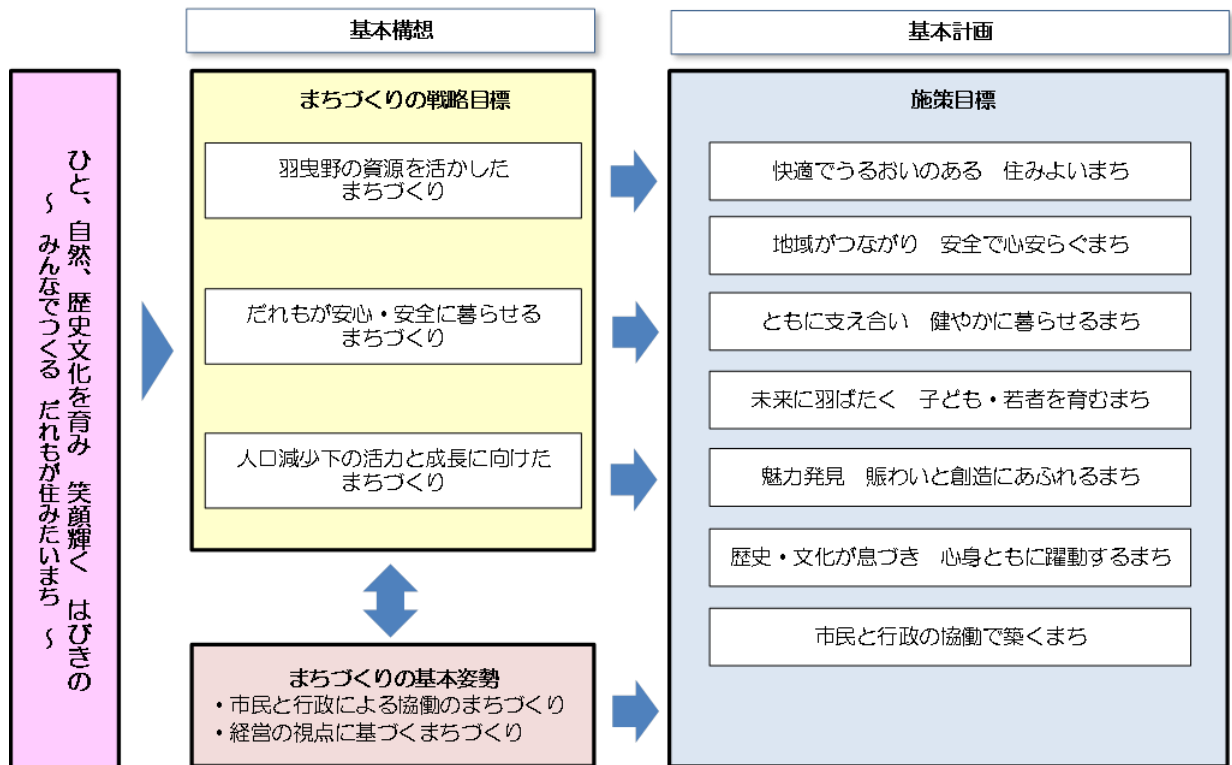 基本構想
基本計画
ひと、自然、歴史文化を育み　笑顔輝く　はびきの
～　みんなでつくる　だれもが住みたいまち　～
まちづくりの戦略目標
羽曳野の資源を活かした
まちづくり
だれもが安心・安全に暮らせる
まちづくり
人口減少下の活力と成長に向けた
まちづくり
まちづくりの基本姿勢
・市民と行政による協働のまちづくり
・経営の視点に基づくまちづくり
施策目標
快適でうるおいのある　住みよいまち
地域がつながり　安全で心安らぐまち
ともに支え合い　健やかに暮らせるまち
未来に羽ばたく　子ども・若者を育むまち
魅力発見　賑わいと創造にあふれるまち
歴史・文化が息づき　心身ともに躍動するまち
市民と行政の協働で築くまち